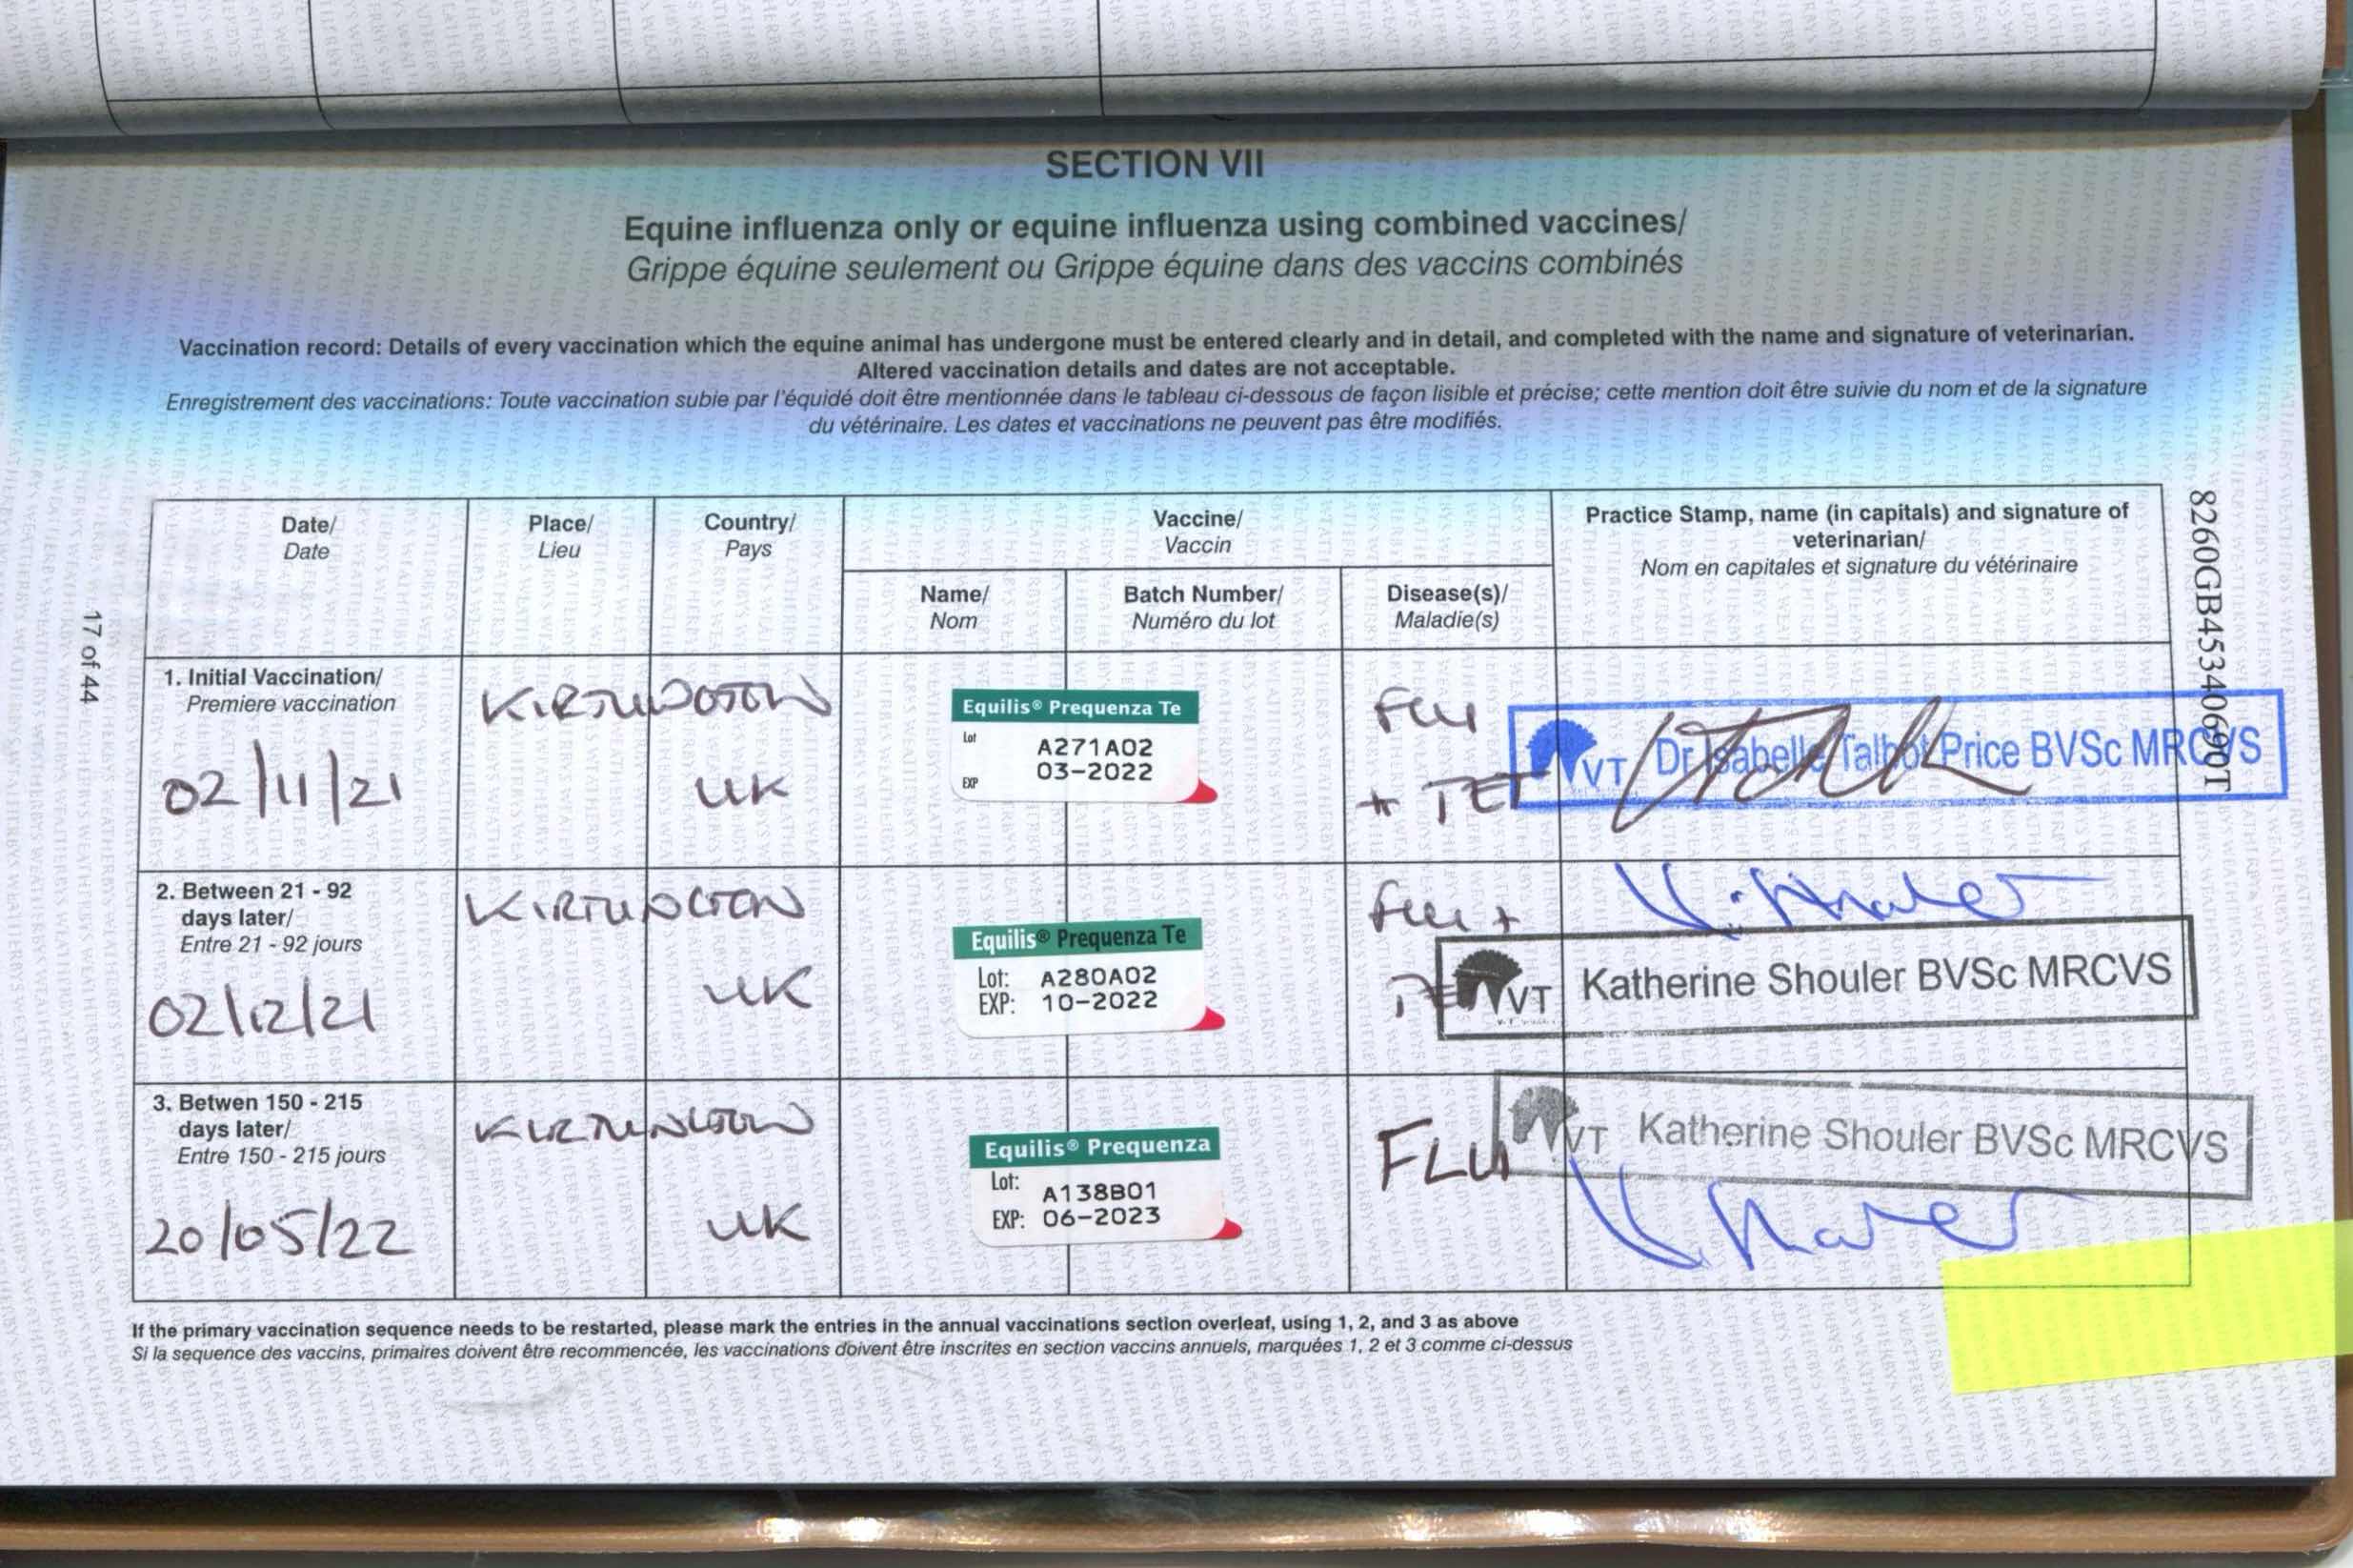 SECTION VII
Equine influenza only or equine influenza using combined vaccines/
Grippe équine seulement ou Grippe équine dans des vaccins combinés
Vaccination record: Details of every vaccination which the equine animal has undergone must be entered clearly and in detail, and completed with the name and signature of veterinarian.
Altered vaccination details and dates are not acceptable.
Enregistrement des vaccinations: Toute vaccination subie par l'équidé doit être mentionnée dans le tableau ci-dessous de façon lisible et précise; cette mention doit être suivie du nom et de la signature
du vétérinaire. Les dates et vaccinations ne peuvent pas être modifiés.
Date/
Date
Place/
Lieu
Country/
Pays
Vaccine/
Vaccin
Practice Stamp, name (in capitals) and signature of
veterinarian/
Nom en capitales et signature du vétérinaire
Name/
Nom
Batch Number/
Numéro du lot
Disease(s)/
Maladie(s)
1. Initial Vaccination/
Premiere vaccination
02/11/21
KIRTLINGTON
UK
Equilis® Prequenza Te
Lot A271A02
EXP 03-2022
FLU
+ TET
VT Dr Isabelle Talbot Price BVSc MRCVS
2. Between 21 - 92
days later/
Entre 21 - 92 jours
02/12/21
KIRTLINGTON
UK
Equilis® Prequenza Te
Lot: A280A02
EXP: 10-2022
FLU +
VT Katherine Shouler BVSc MRCVS
3. Betwen 150 - 215
days later/
Entre 150 - 215 jours
20/05/22
KIRTLINGTON
UK
Equilis® Prequenza
Lot: A138B01
EXP: 06-2023
FLU
VT Katherine Shouler BVSc MRCVS
If the primary vaccination sequence needs to be restarted, please mark the entries in the annual vaccinations section overleaf, using 1, 2, and 3 as above
Si la sequence des vaccins, primaires doivent être recommencée, les vaccinations doivent être inscrites en section vaccins annuels, marquées 1, 2 et 3 comme ci-dessus
17 of 44
8260GB45340690T